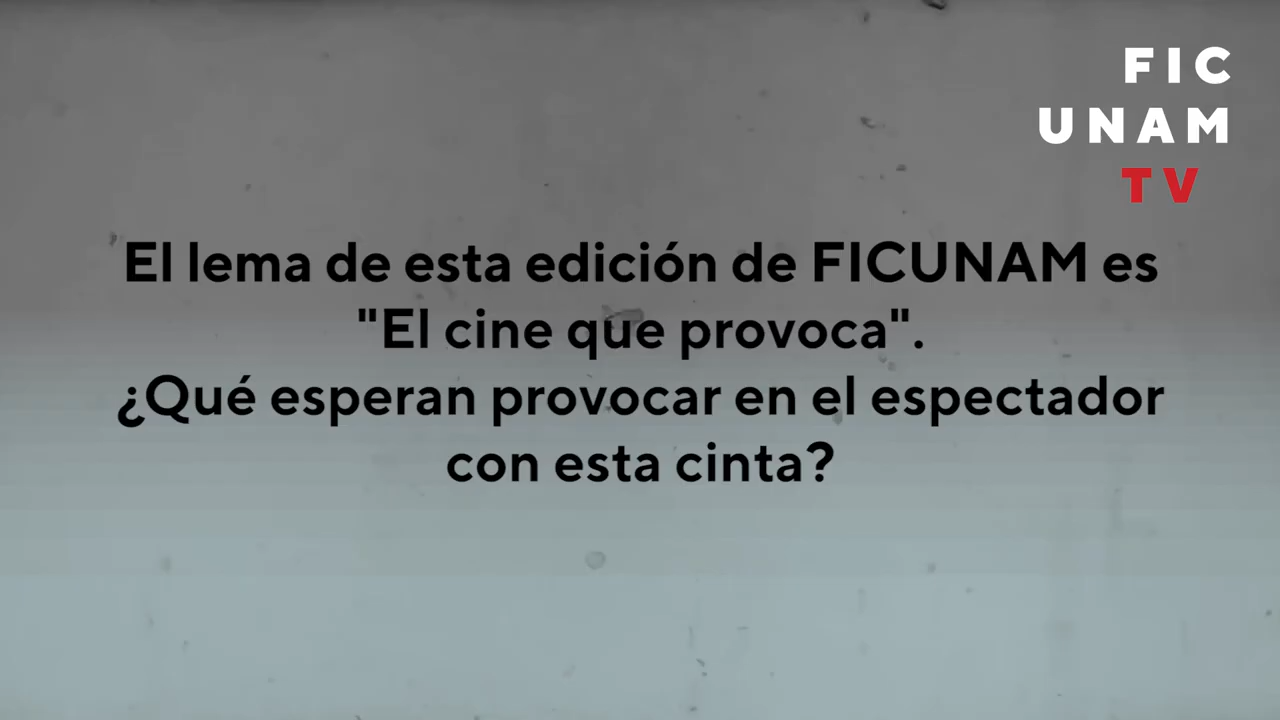 FIC
UNAM
TV
El lema de esta edición de FICUNAM es
"El cine que provoca".
¿Qué esperan provocar en el espectador
con esta cinta?